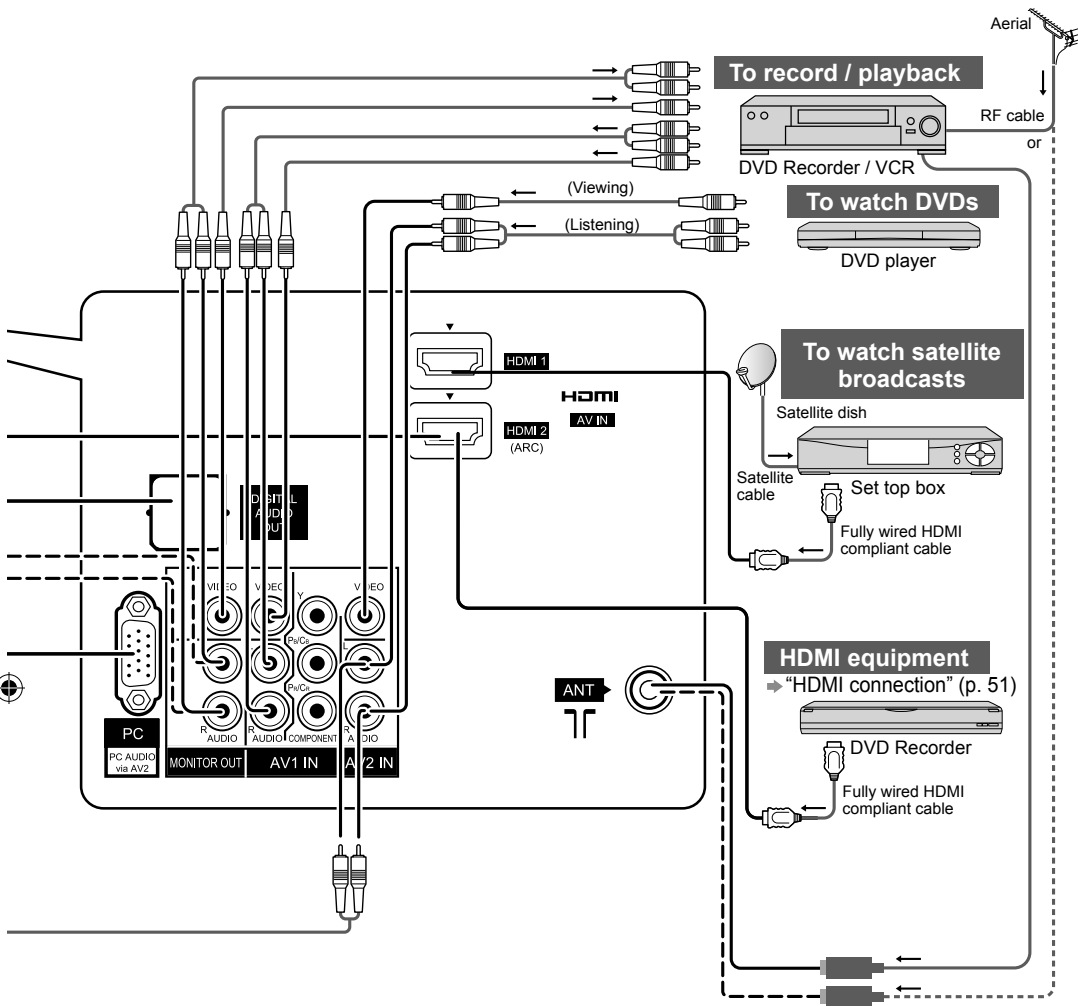 Aerial
To record / playback
RF cable
or
DVD Recorder / VCR
(Viewing)
To watch DVDs
(Listening)
DVD player
HDMI 1
To watch satellite
broadcasts
HDMI
AV IN
HDMI 2
(ARC)
Satellite dish
Satellite
cable
Set top box
DIGITAL
AUDIO
OUT
Fully wired HDMI
compliant cable
VIDEO
VIDEO
Y
VIDEO
PB/CB
L
PR/CR
HDMI equipment
"HDMI connection" (p. 51)
ANT
R
AUDIO
R
AUDIO
COMPONENT
R
AUDIO
PC
PC AUDIO
via AV2
MONITOR OUT
AV1 IN
AV2 IN
DVD Recorder
Fully wired HDMI
compliant cable